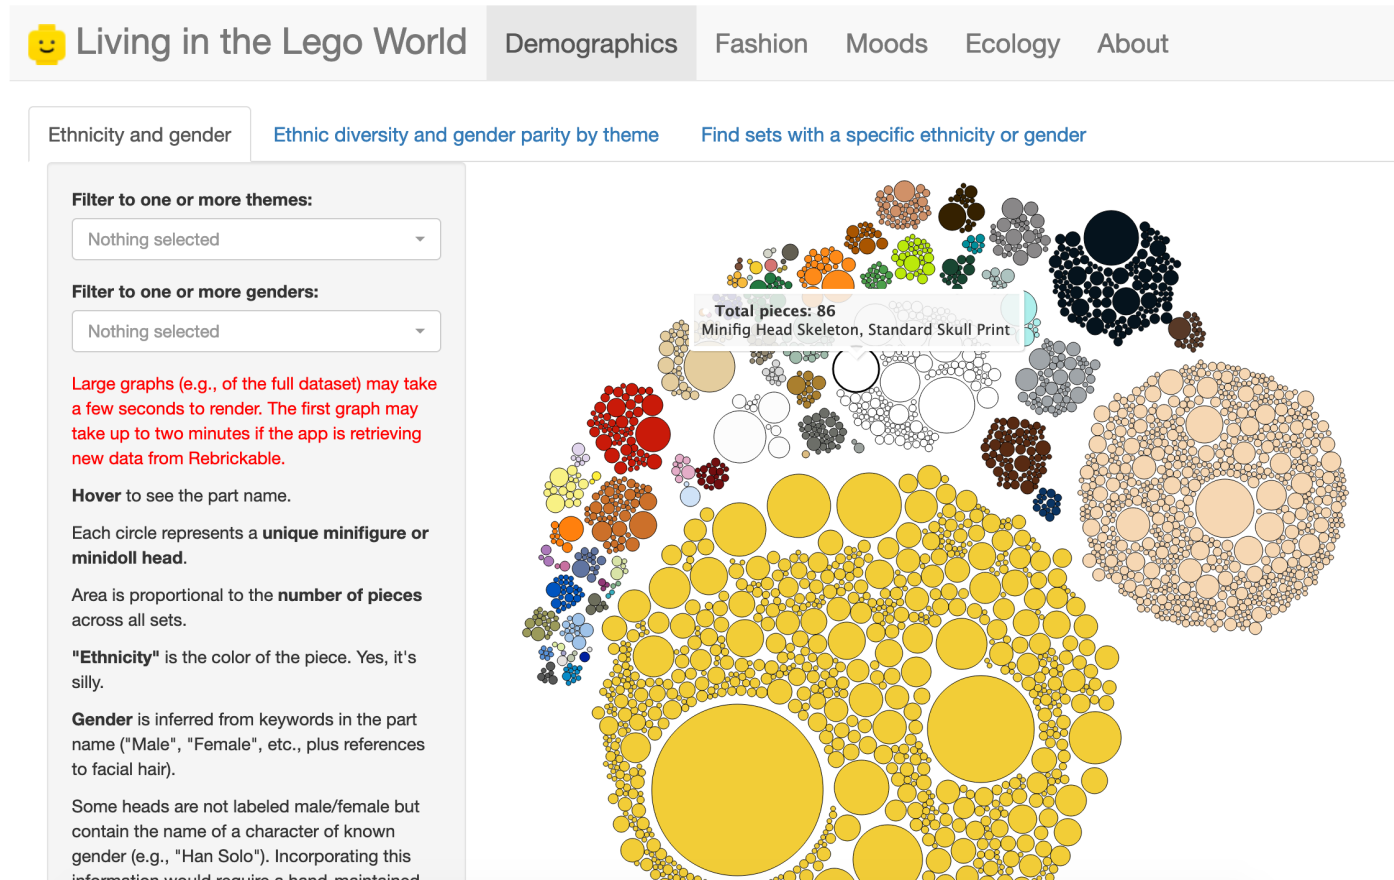 Living in the Lego World
Demographics
Fashion
Moods
Ecology
About
Ethnicity and gender
Ethnic diversity and gender parity by theme
Find sets with a specific ethnicity or gender
Filter to one or more themes:
Nothing selected
Filter to one or more genders:
Nothing selected
Large graphs (e.g., of the full dataset) may take
a few seconds to render. The first graph may
take up to two minutes if the app is retrieving
new data from Rebrickable.
Hover to see the part name.
Each circle represents a unique minifigure or
minidoll head.
Area is proportional to the number of pieces
across all sets.
"Ethnicity" is the color of the piece. Yes, it's
silly.
Gender is inferred from keywords in the part
name ("Male", "Female", etc., plus references
to facial hair).
Some heads are not labeled male/female but
contain the name of a character of known
gender (e.g., "Han Solo"). Incorporating this
information would require a hand-maintained
Total pieces: 86
Minifig Head Skeleton, Standard Skull Print